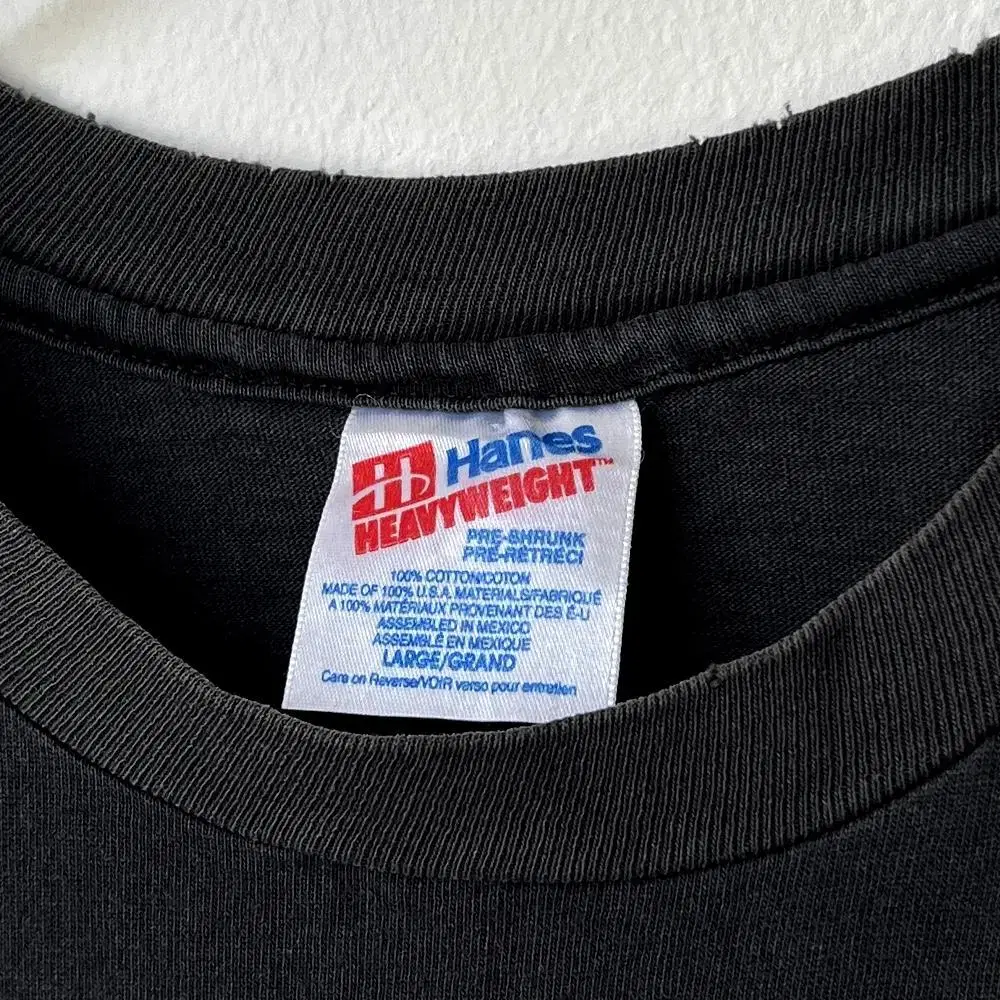 Hanes
HEAVYWEIGHT™
PRE-SHRUNK
PRÉ-RÉTRÉCI
100% COTTON/COTON
MADE OF 100% U.S.A. MATERIALS/FABRIQUÉ
A 100% MATÉRIAUX PROVENANT DES É-U
ASSEMBLED IN MEXICO
ASSEMBLÉ EN MEXIQUE
LARGE/GRAND
Care on Reverse/VOIR verso pour entretien